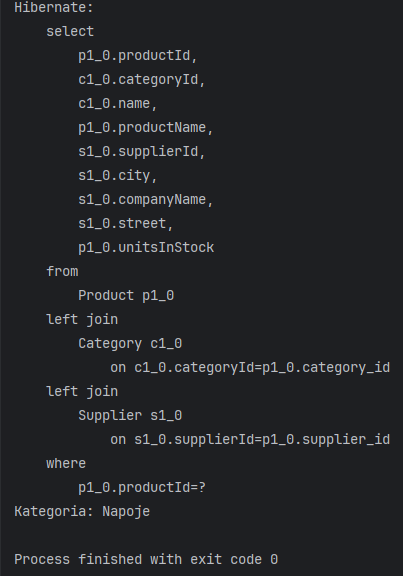 Hibernate:
    select
        p1_0.productId,
        c1_0.categoryId,
        c1_0.name,
        p1_0.productName,
        s1_0.supplierId,
        s1_0.city,
        s1_0.companyName,
        s1_0.street,
        p1_0.unitsInStock
    from
        Product p1_0
    left join
        Category c1_0
            on c1_0.categoryId=p1_0.category_id
    left join
        Supplier s1_0
            on s1_0.supplierId=p1_0.supplier_id
    where
        p1_0.productId=?
Kategoria: Napoje

Process finished with exit code 0